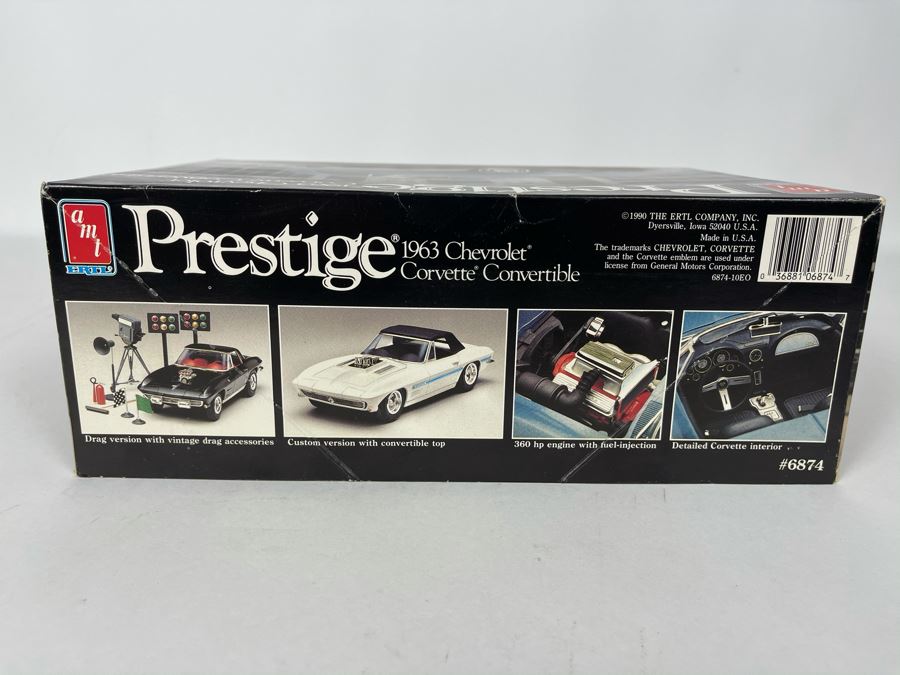 Prestige
amt
amt
ERTL®
Prestige®
1963 Chevrolet®
Corvette® Convertible
©1990 THE ERTL COMPANY, INC.
Dyersville, Iowa 52040 U.S.A.
Made in U.S.A.
The trademarks CHEVROLET, CORVETTE
and the Corvette emblem are used under
license from General Motors Corporation.
6874-10EO
0 36881 06874 7
Drag version with vintage drag accessories
Custom version with convertible top
360 hp engine with fuel-injection
Detailed Corvette interior
#6874